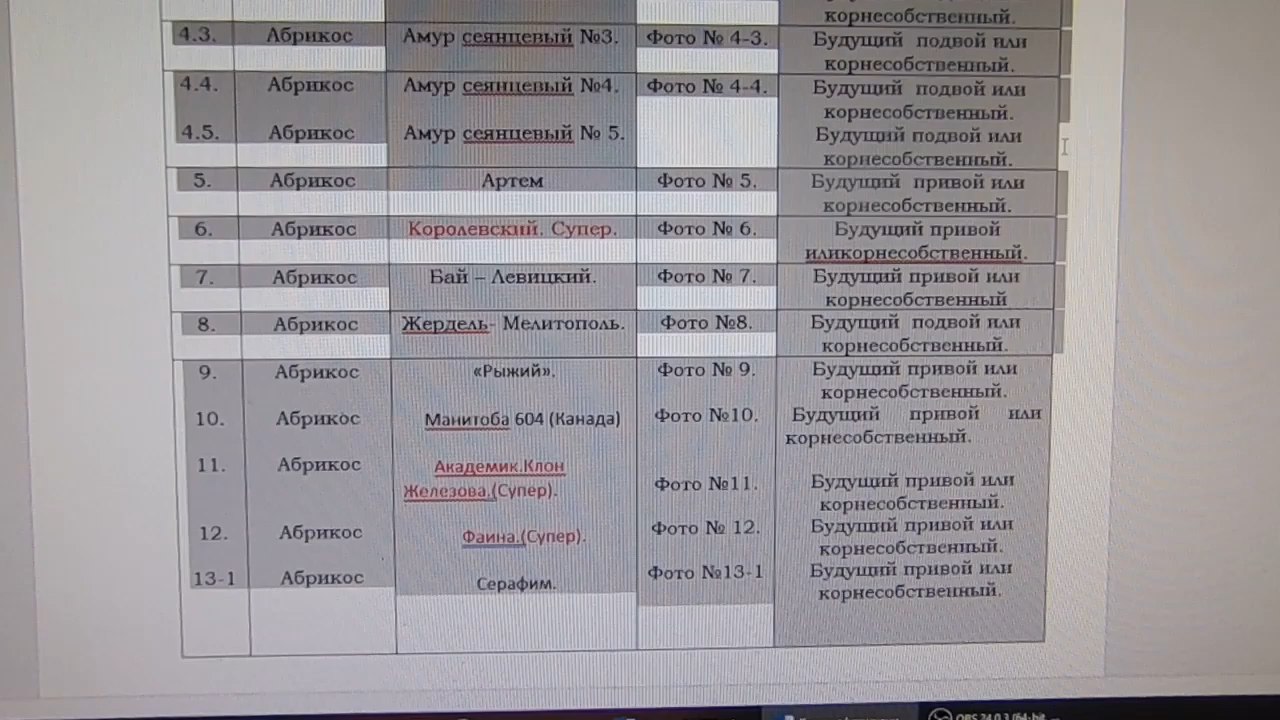 корнесобственный.
4.3. Абрикос Амур сеянцевый №3. Фото № 4-3. Будущий подвой или
корнесобственный.
4.4. Абрикос Амур сеянцевый №4. Фото № 4-4. Будущий подвой или
корнесобственный.
4.5. Абрикос Амур сеянцевый № 5. Будущий подвой или
корнесобственный.
5. Абрикос Артем Фото № 5. Будущий привой или
корнесобственный.
6. Абрикос Королевский. Супер. Фото № 6. Будущий привой
иликорнесобственный.
7. Абрикос Бай – Левицкий. Фото № 7. Будущий привой или
корнесобственный
8. Абрикос Жердель- Мелитополь. Фото №8. Будущий подвой или
корнесобственный.
9. Абрикос «Рыжий». Фото № 9. Будущий привой или
корнесобственный.
10. Абрикос Манитоба 604 (Канада) Фото №10. Будущий привой или
корнесобственный.
11. Абрикос Академик.Клон
Железова.(Супер). Фото №11. Будущий привой или
корнесобственный.
12. Абрикос Фаина.(Супер). Фото № 12. Будущий привой или
корнесобственный.
13-1 Абрикос Серафим. Фото №13-1 Будущий привой или
корнесобственный.
OBS 24.0.3 (64-bit